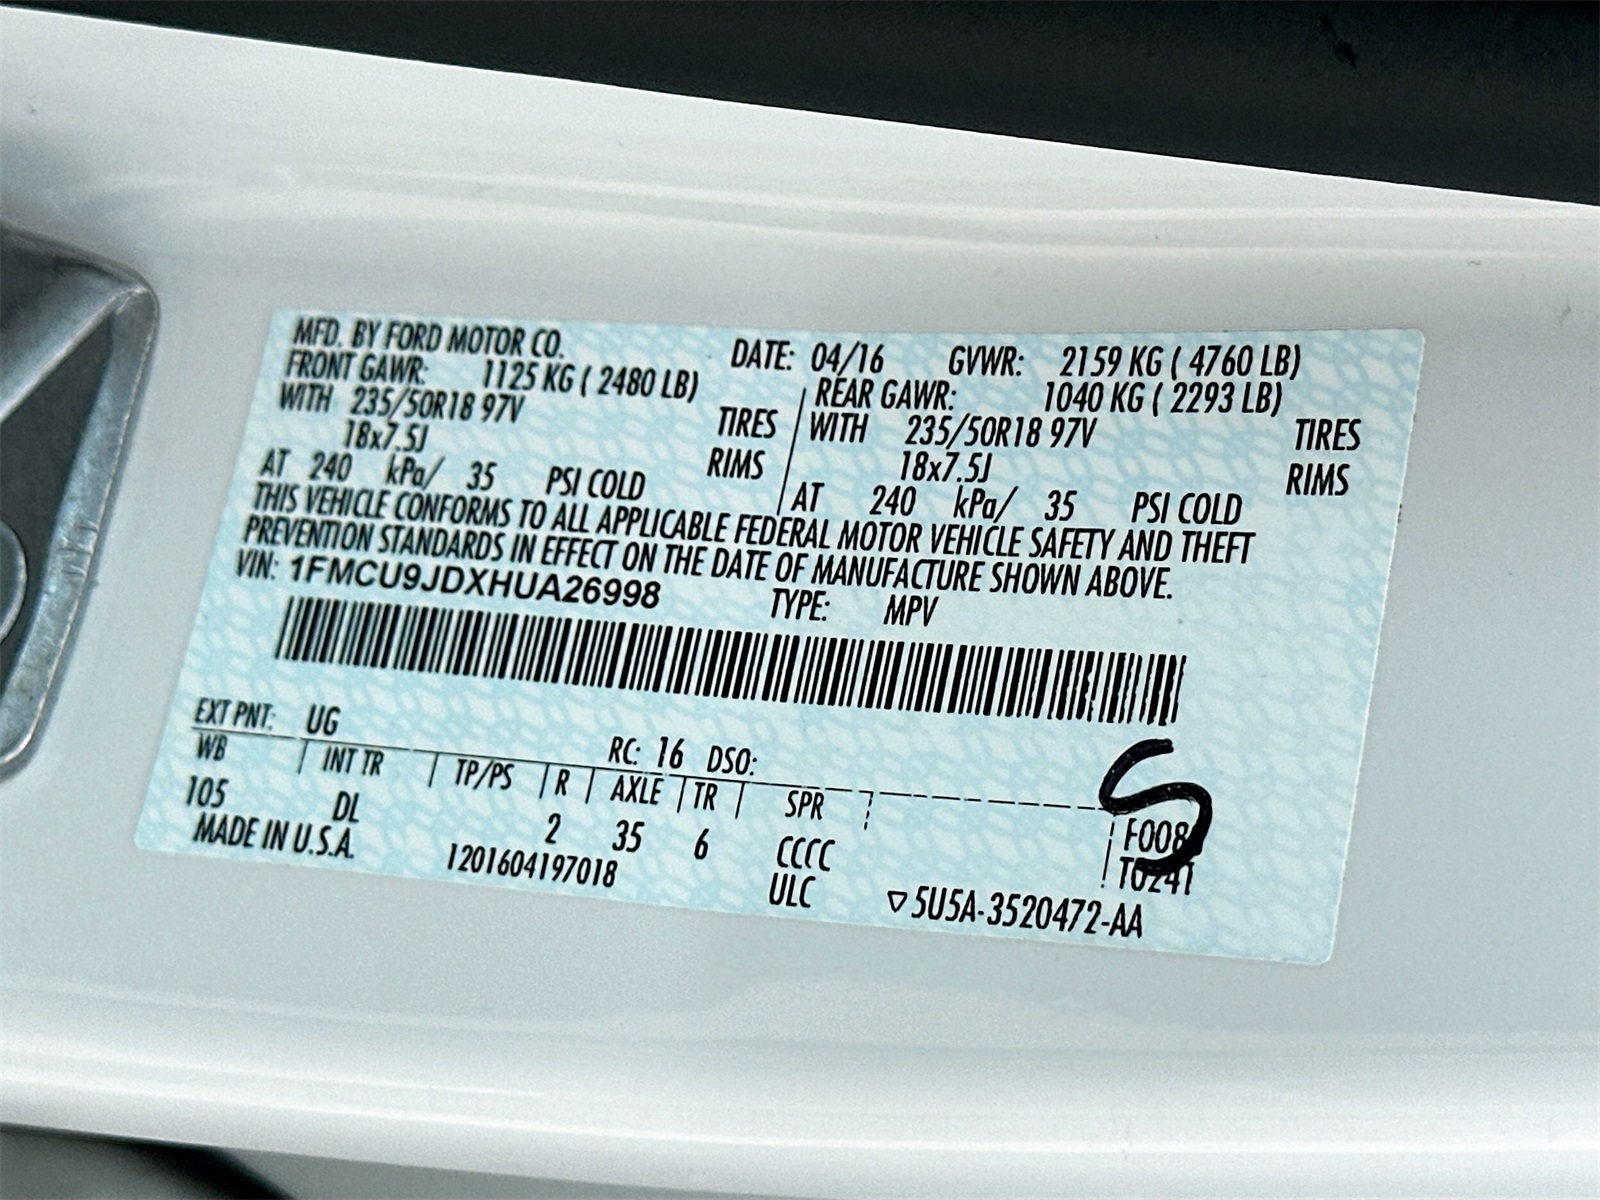 MFD. BY FORD MOTOR CO.
DATE: 04/16 GVWR: 2159 KG ( 4760 LB)
FRONT GAWR: 1125 KG ( 2480 LB)
REAR GAWR: 1040 KG ( 2293 LB)
WITH 235/50R18 97V TIRES
WITH 235/50R18 97V TIRES
18x7.5J RIMS
18x7.5J RIMS
AT 240 kPa/ 35 PSI COLD
AT 240 kPa/ 35 PSI COLD
THIS VEHICLE CONFORMS TO ALL APPLICABLE FEDERAL MOTOR VEHICLE SAFETY AND THEFT
PREVENTION STANDARDS IN EFFECT ON THE DATE OF MANUFACTURE SHOWN ABOVE.
VIN: 1FMCU9JDXHUA26998 TYPE: MPV
EXT PNT: UG RC: 16 DSO:
WB INT TR TP/PS R AXLE TR SPR
105 DL 2 35 6 CCCC F008
MADE IN U.S.A. 1201604197018 ULC T0241
▽5U5A-3520472-AA
S